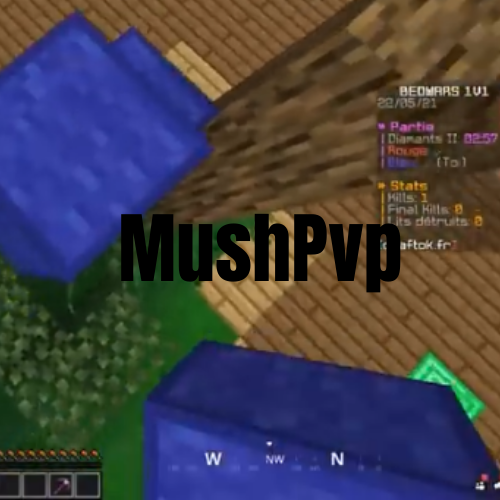 BEDWARS 1V1
22/05/21
Partie
Diamants II: 02:57
Rouge
(Toi)
Stats
Kills: 1
Final Kills: 0
Lits détruits: 0
MushPvp
W NW N